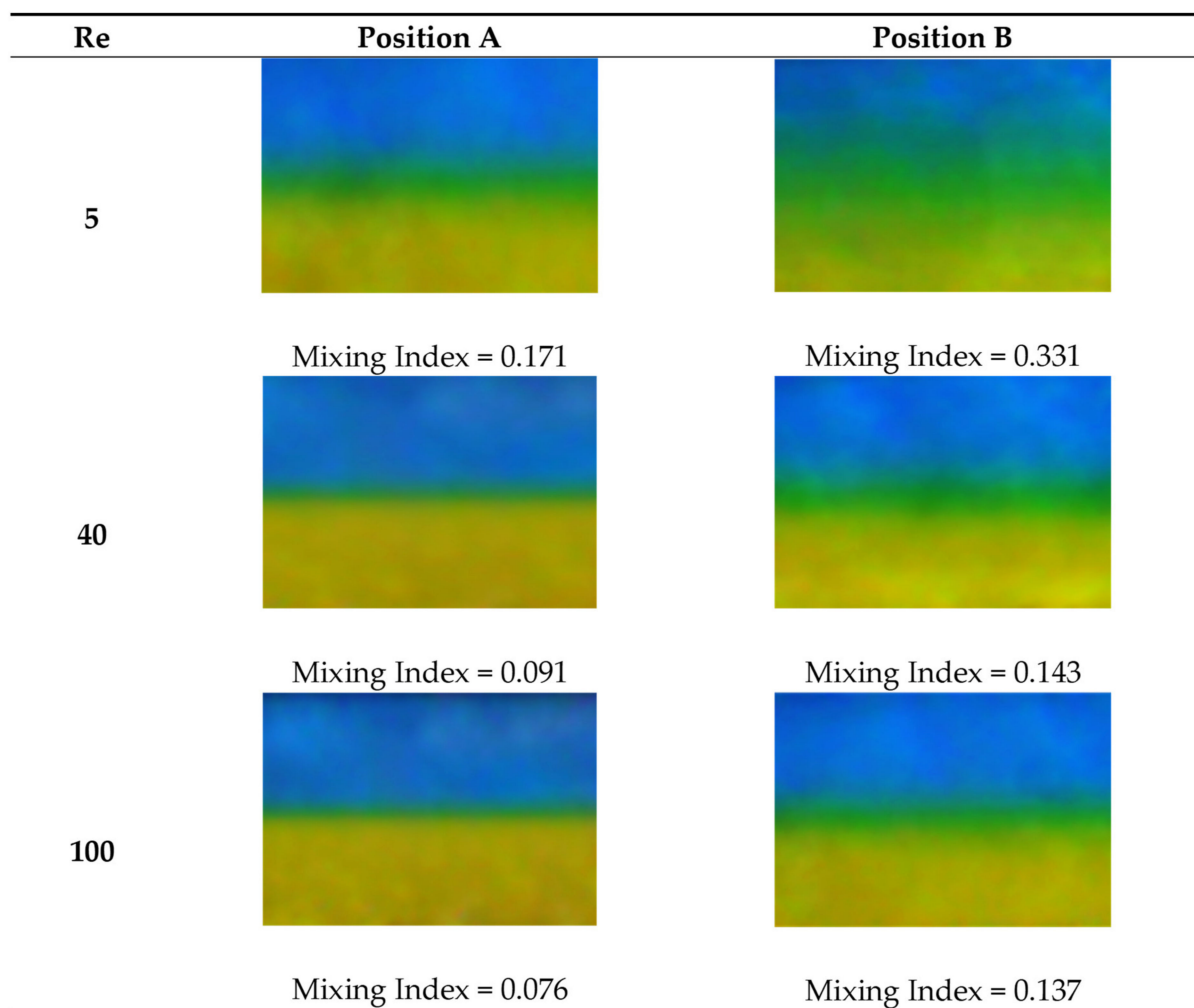 Re Position A Position B
5
Mixing Index = 0.171 Mixing Index = 0.331
40
Mixing Index = 0.091 Mixing Index = 0.143
100
Mixing Index = 0.076 Mixing Index = 0.137